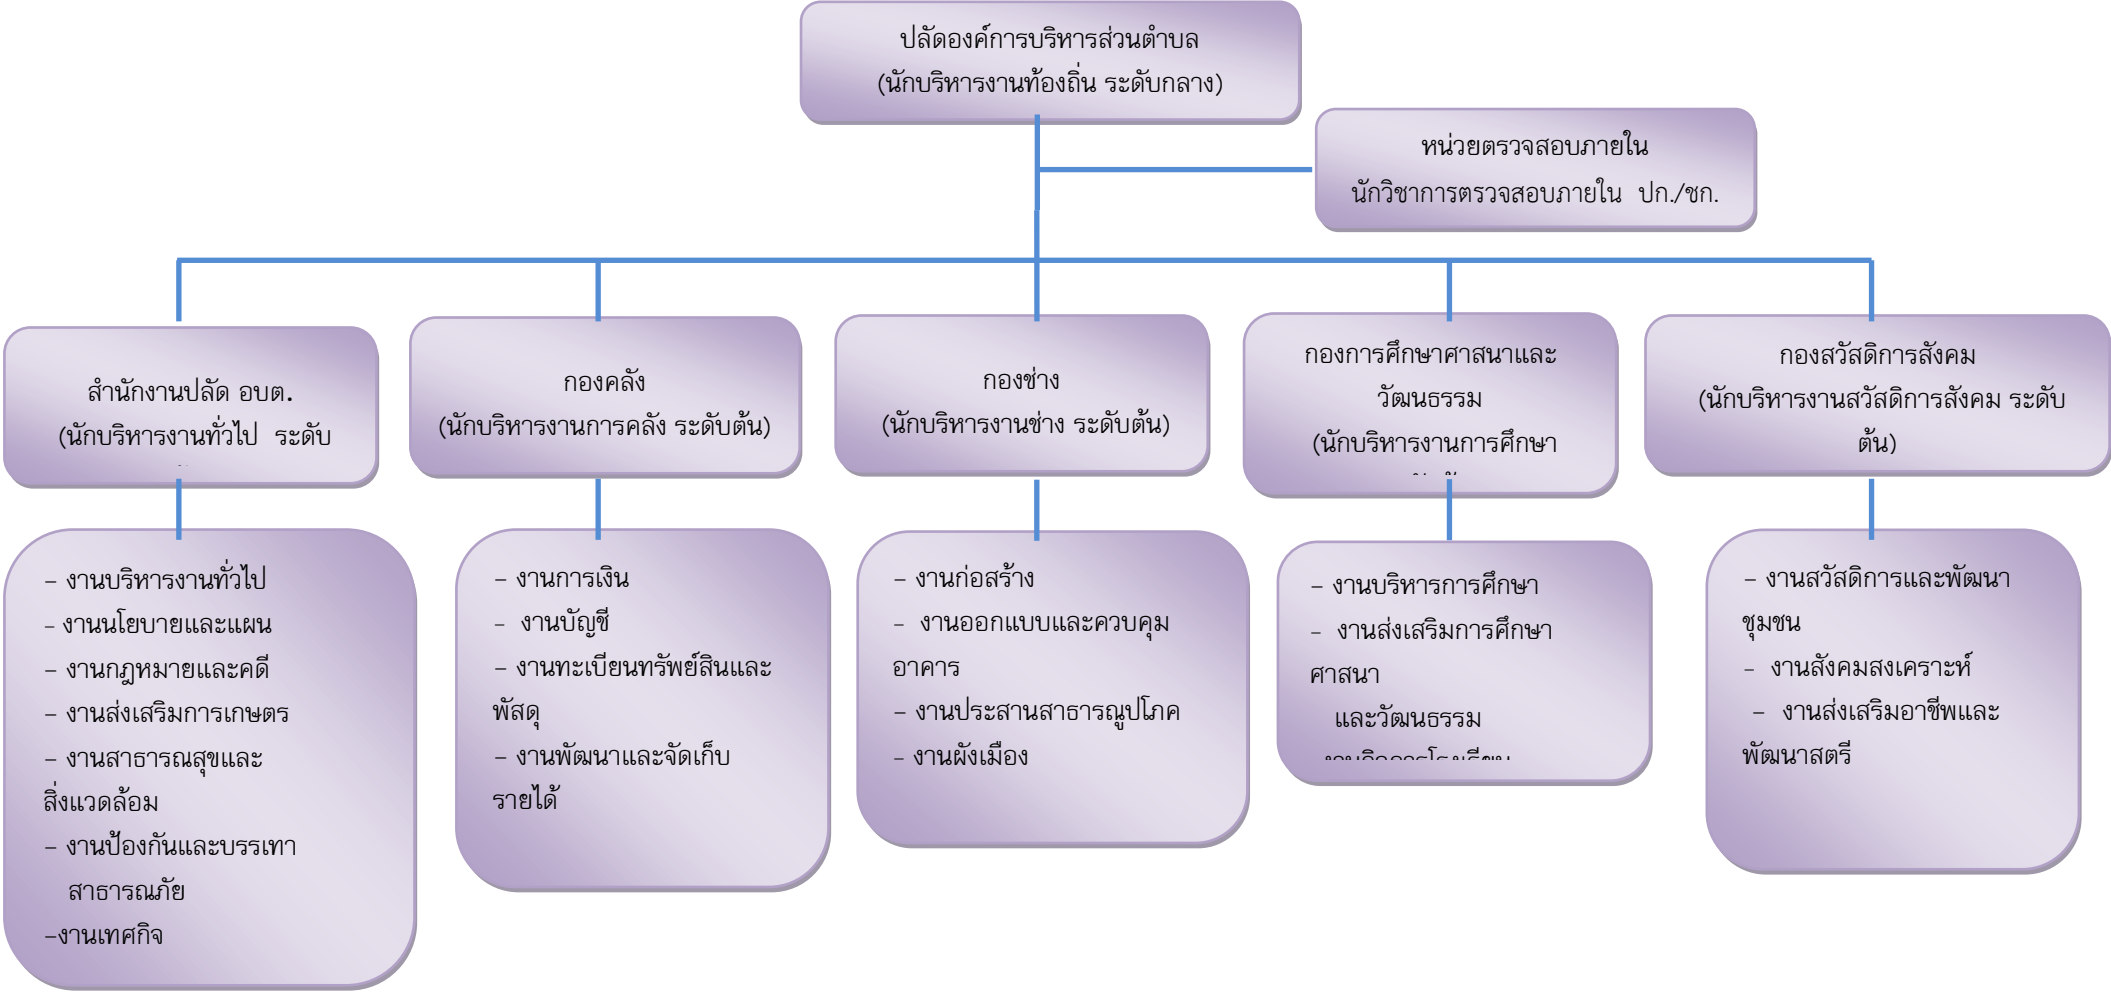 ปลัดองค์การบริหารส่วนตำบล
(นักบริหารงานท้องถิ่น ระดับกลาง)
หน่วยตรวจสอบภายใน
นักวิชาการตรวจสอบภายใน ปก./ชก.
สำนักงานปลัด อบต.
(นักบริหารงานทั่วไป ระดับ
กองคลัง
(นักบริหารงานการคลัง ระดับต้น)
กองช่าง
(นักบริหารงานช่าง ระดับต้น)
กองการศึกษาศาสนาและ
วัฒนธรรม
(นักบริหารงานการศึกษา
กองสวัสดิการสังคม
(นักบริหารงานสวัสดิการสังคม ระดับ
ต้น)
– งานบริหารงานทั่วไป
- งานนโยบายและแผน
– งานกฎหมายและคดี
– งานส่งเสริมการเกษตร
– งานสาธารณสุขและ
สิ่งแวดล้อม
– งานป้องกันและบรรเทา
สาธารณภัย
–งานเทศกิจ
– งานการเงิน
- งานบัญชี
– งานทะเบียนทรัพย์สินและ
พัสดุ
– งานพัฒนาและจัดเก็บ
รายได้
– งานก่อสร้าง
- งานออกแบบและควบคุม
อาคาร
– งานประสานสาธารณูปโภค
– งานผังเมือง
– งานบริหารการศึกษา
– งานส่งเสริมการศึกษา
ศาสนา
และวัฒนธรรม
– งานสวัสดิการและพัฒนา
ชุมชน
– งานสังคมสงเคราะห์
– งานส่งเสริมอาชีพและ
พัฒนาสตรี